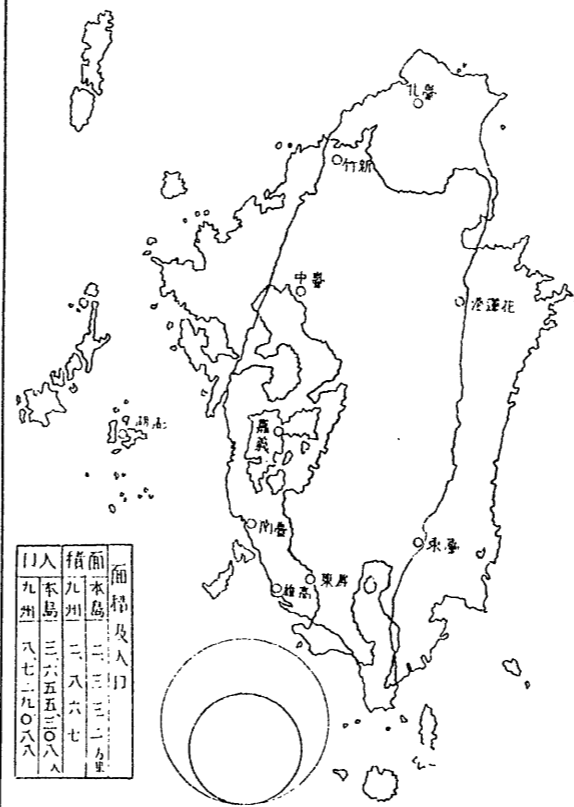 北臺
竹新
中臺
港蓮花
湖澎
嘉義
南臺
東臺
東屏
雄高
面積及人口
面積
本島 二、三三二方里
九州 二、八六七
人口
本島 三、六五五、三〇八人
九州 八、七二九、〇八八